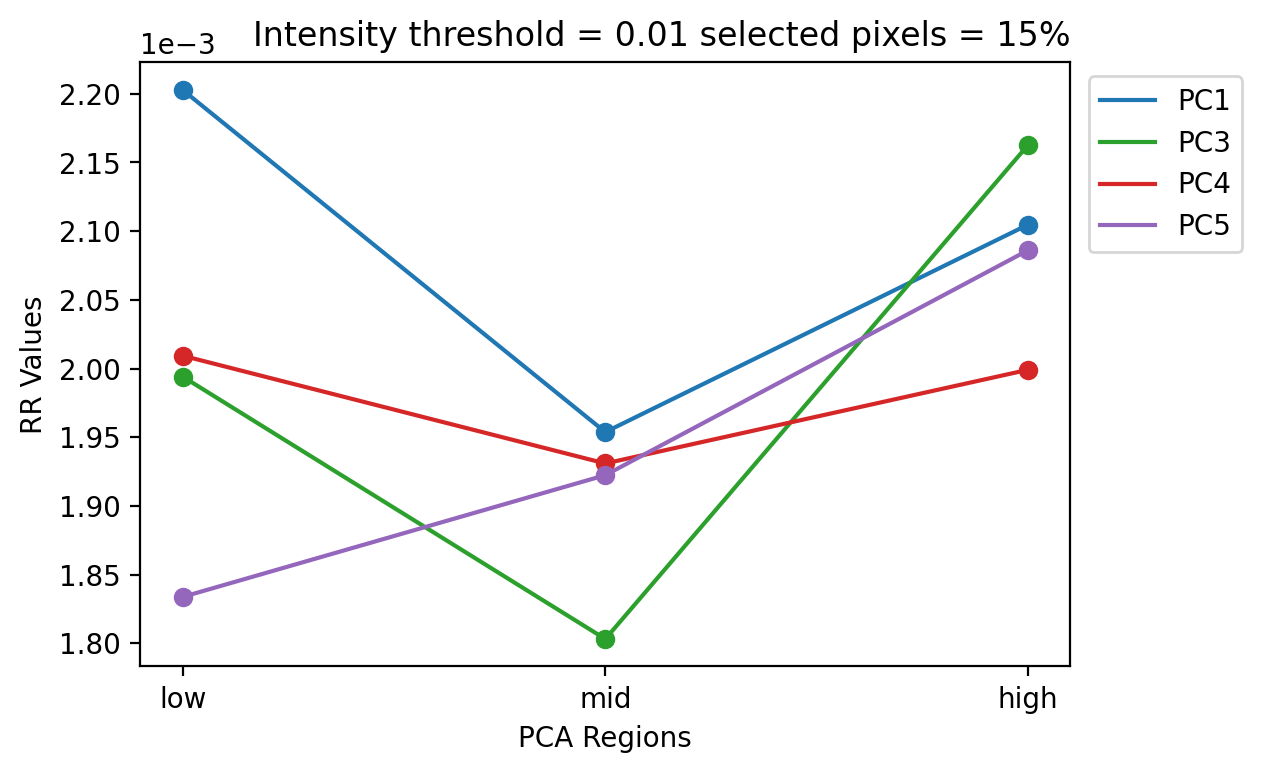 1e−3
Intensity threshold = 0.01 selected pixels = 15%
2.20
2.15
2.10
2.05
2.00
1.95
1.90
1.85
1.80
RR Values
low
mid
high
PCA Regions
PC1
PC3
PC4
PC5